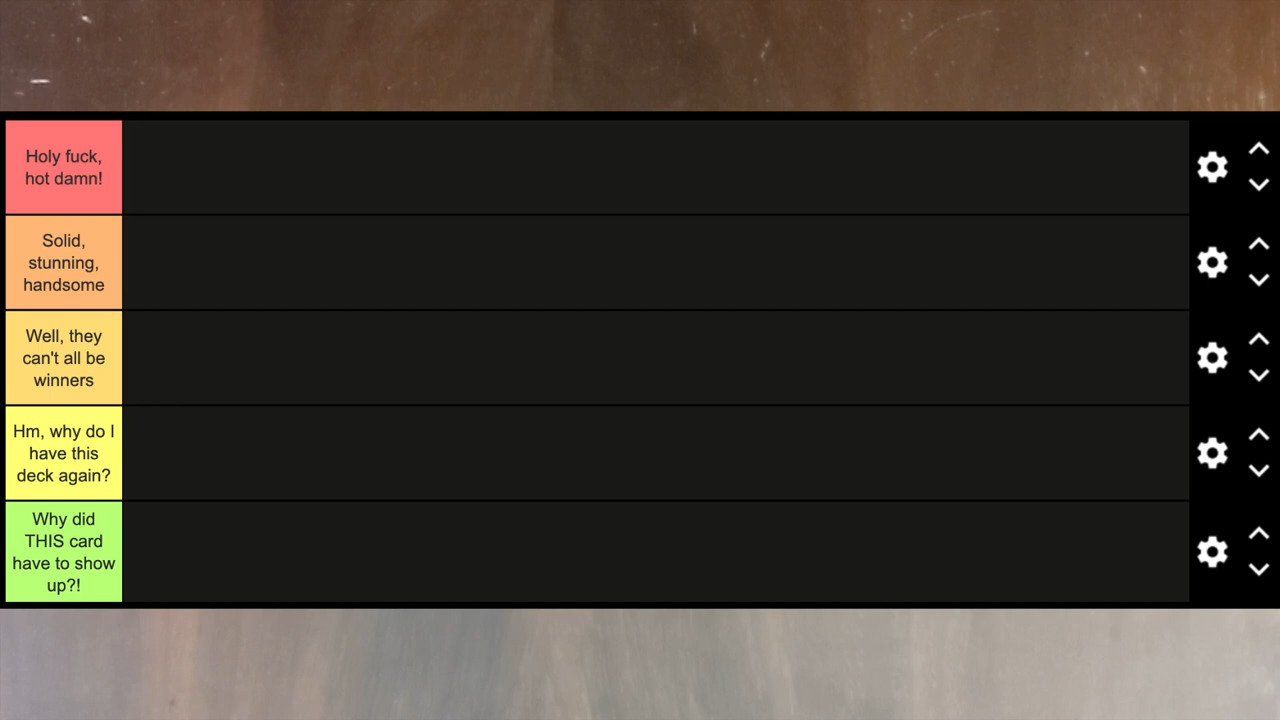 Holy fuck,
hot damn!
Solid,
stunning,
handsome
Well, they
can't all be
winners
Hm, why do I
have this
deck again?
Why did
THIS card
have to show
up?!